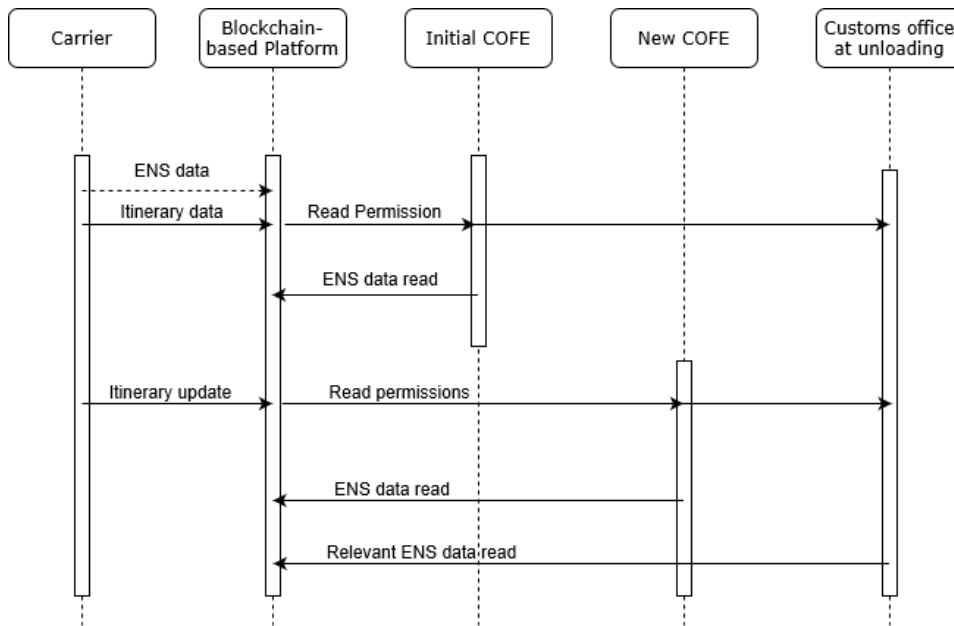 Carrier
Blockchain-
based Platform
Initial COFE
New COFE
Customs office
at unloading
ENS data
Itinerary data
Read Permission
ENS data read
Itinerary update
Read permissions
ENS data read
Relevant ENS data read